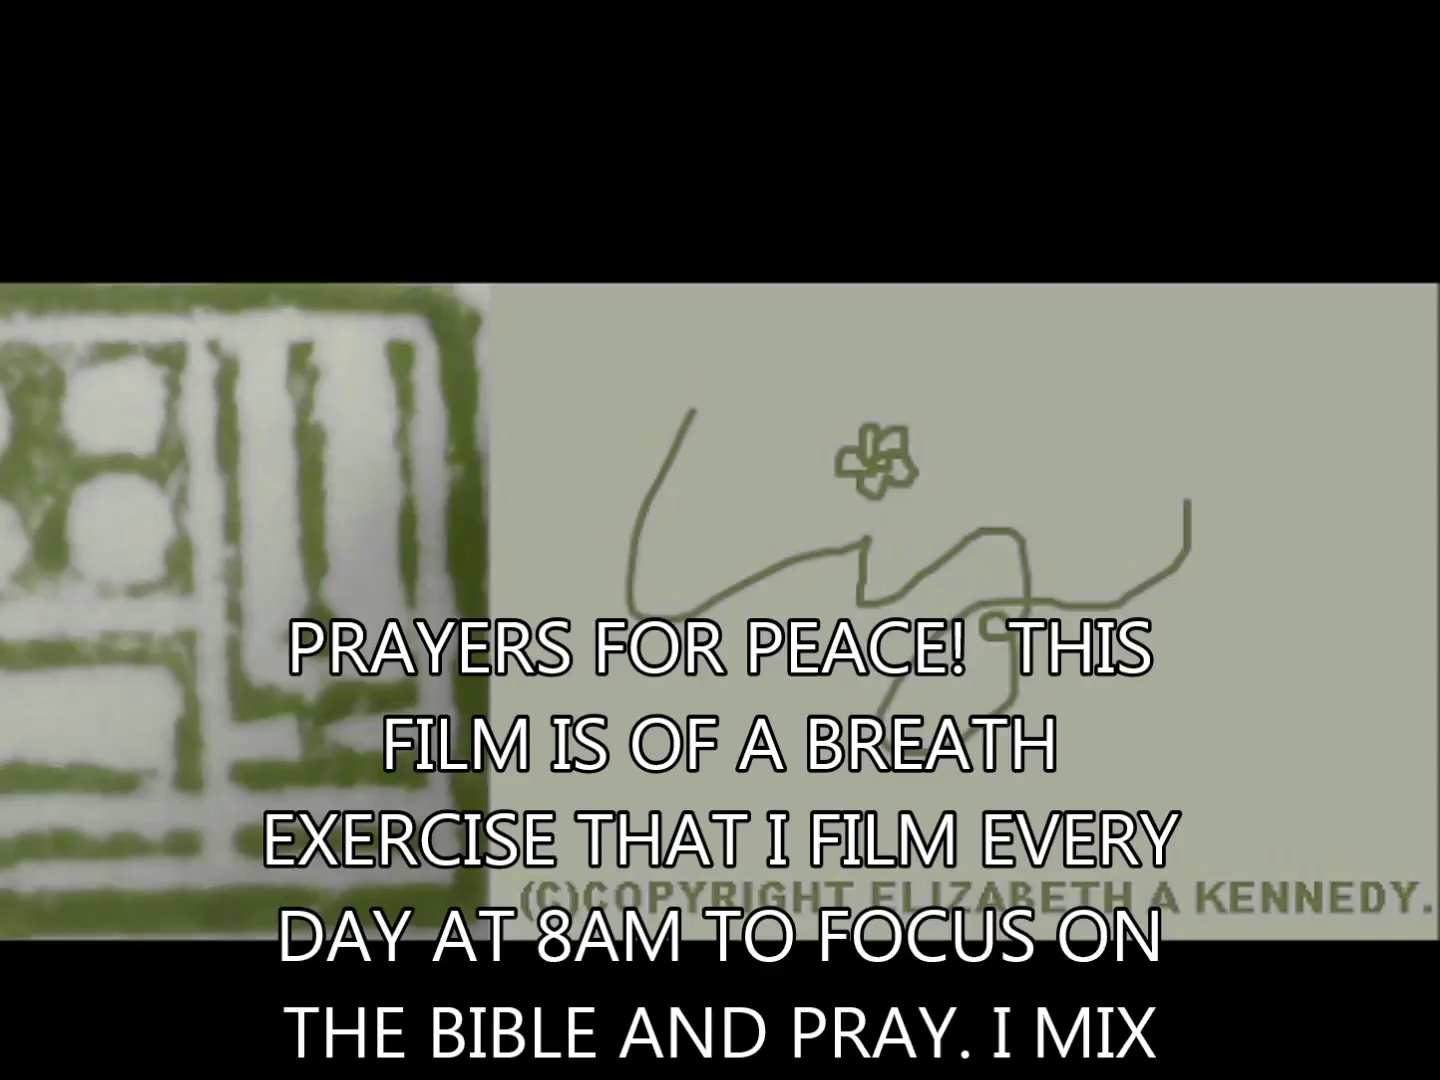 Liz
PRAYERS FOR PEACE!  THIS
FILM IS OF A BREATH
EXERCISE THAT I FILM EVERY
(C)COPYRIGHT ELIZABETH A KENNEDY.
DAY AT 8AM TO FOCUS ON
THE BIBLE AND PRAY. I MIX